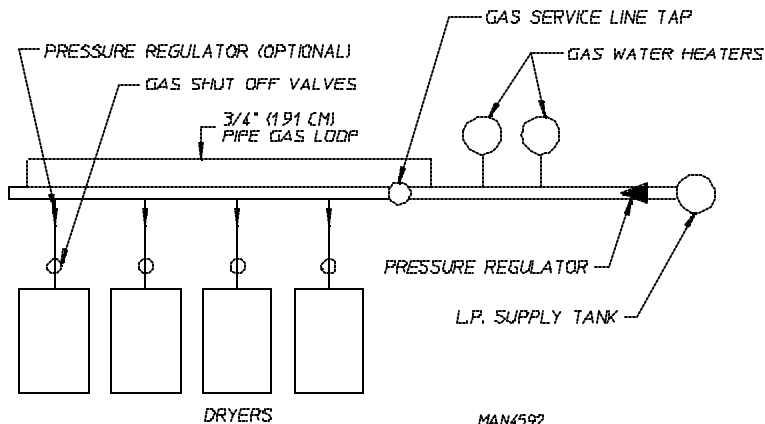 GAS SERVICE LINE TAP
PRESSURE REGULATOR (OPTIONAL)
GAS WATER HEATERS
GAS SHUT OFF VALVES
3/4" (1.91 CM)
PIPE GAS LOOP
PRESSURE REGULATOR
L.P. SUPPLY TANK
DRYERS
MAN4592